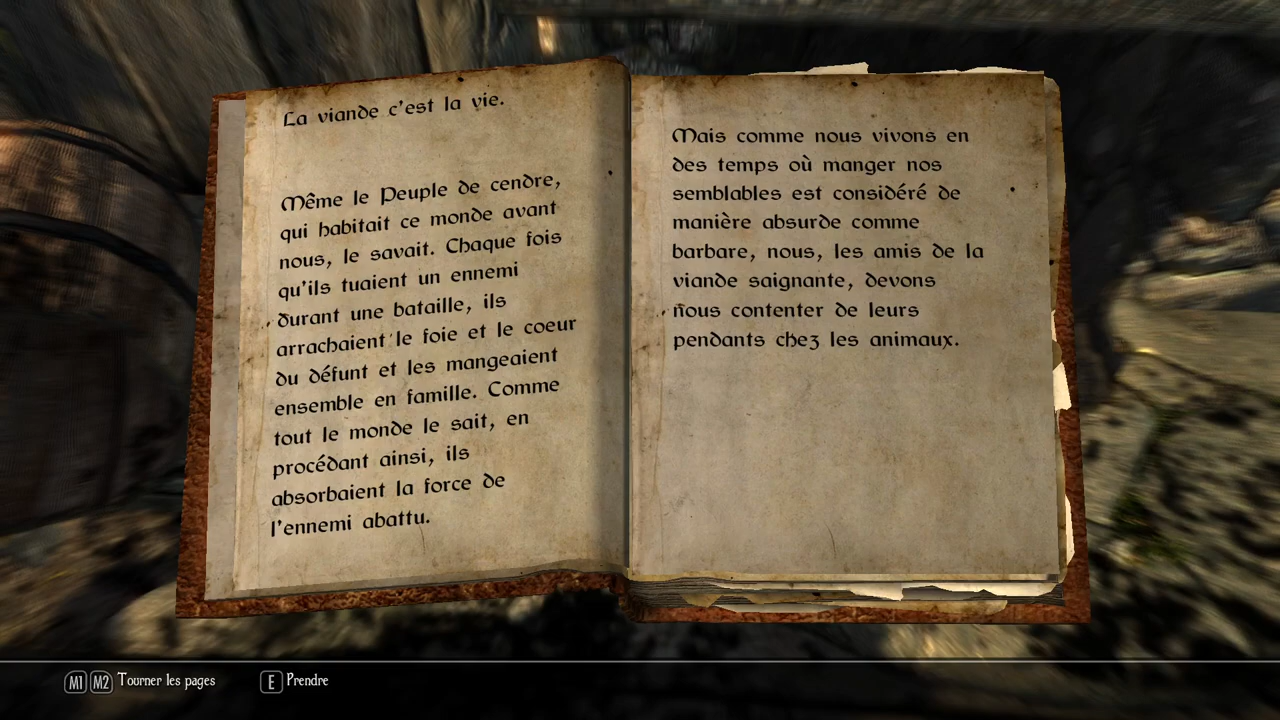 La viande c'est la vie.
Même le Peuple de cendre,
qui habitait ce monde avant
nous, le savait. Chaque fois
qu'ils tuaient un ennemi
durant une bataille, ils
arrachaient le foie et le coeur
du défunt et les mangeaient
ensemble en famille. Comme
tout le monde le sait, en
procédant ainsi, ils
absorbaient la force de
l'ennemi abattu.
Mais comme nous vivons en
des temps où manger nos
semblables est considéré de
manière absurde comme
barbare, nous, les amis de la
viande saignante, devons
nous contenter de leurs
pendants chez les animaux.
M1 M2 Tourner les pages E Prendre